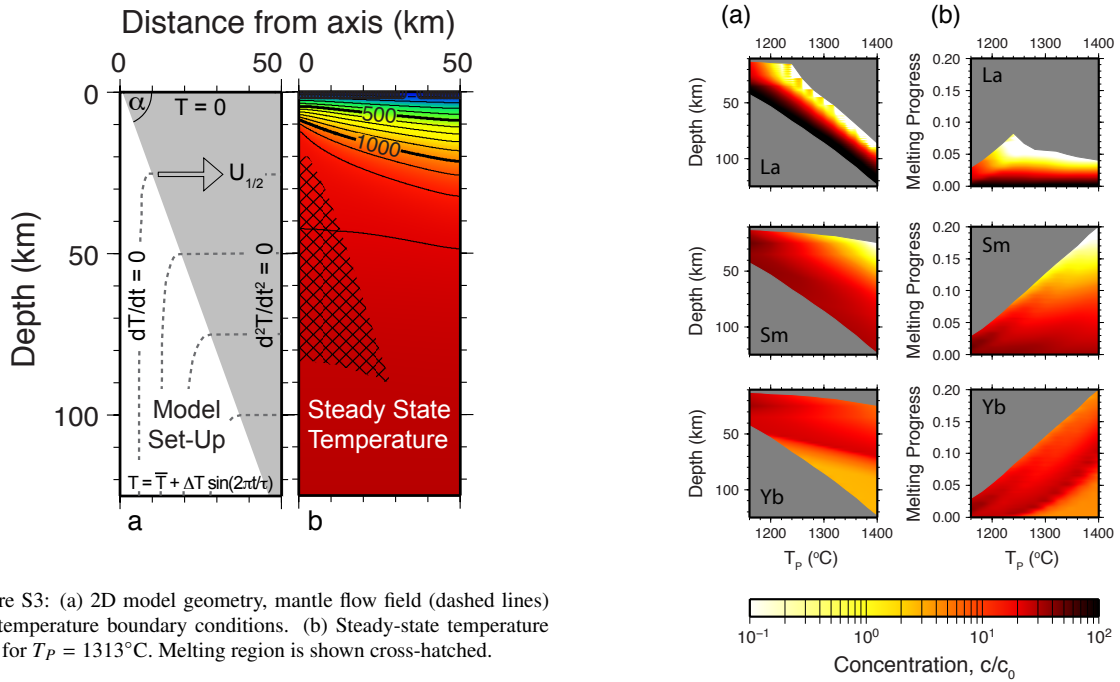 Distance from axis (km)
0 50 0 50
0
50
100
Depth (km)
α T = 0
U1/2
dT/dt = 0
d²T/dt² = 0
Model
Set-Up
T = T̅ + ΔT sin(2πt/τ)
a
500
1000
Steady State
Temperature
b
re S3: (a) 2D model geometry, mantle flow field (dashed lines)
temperature boundary conditions. (b) Steady-state temperature
for TP = 1313°C. Melting region is shown cross-hatched.
(a) (b)
1200 1300 1400 1200 1300 1400
Depth (km)
50
100
La
Melting Progress
0.20
0.15
0.10
0.05
0.00
La
Depth (km)
50
100
Sm
Melting Progress
0.20
0.15
0.10
0.05
0.00
Sm
Depth (km)
50
100
Yb
Melting Progress
0.20
0.15
0.10
0.05
0.00
Yb
1200 1300 1400 1200 1300 1400
TP (°C) TP (°C)
10⁻¹ 10⁰ 10¹ 10²
Concentration, c/c0